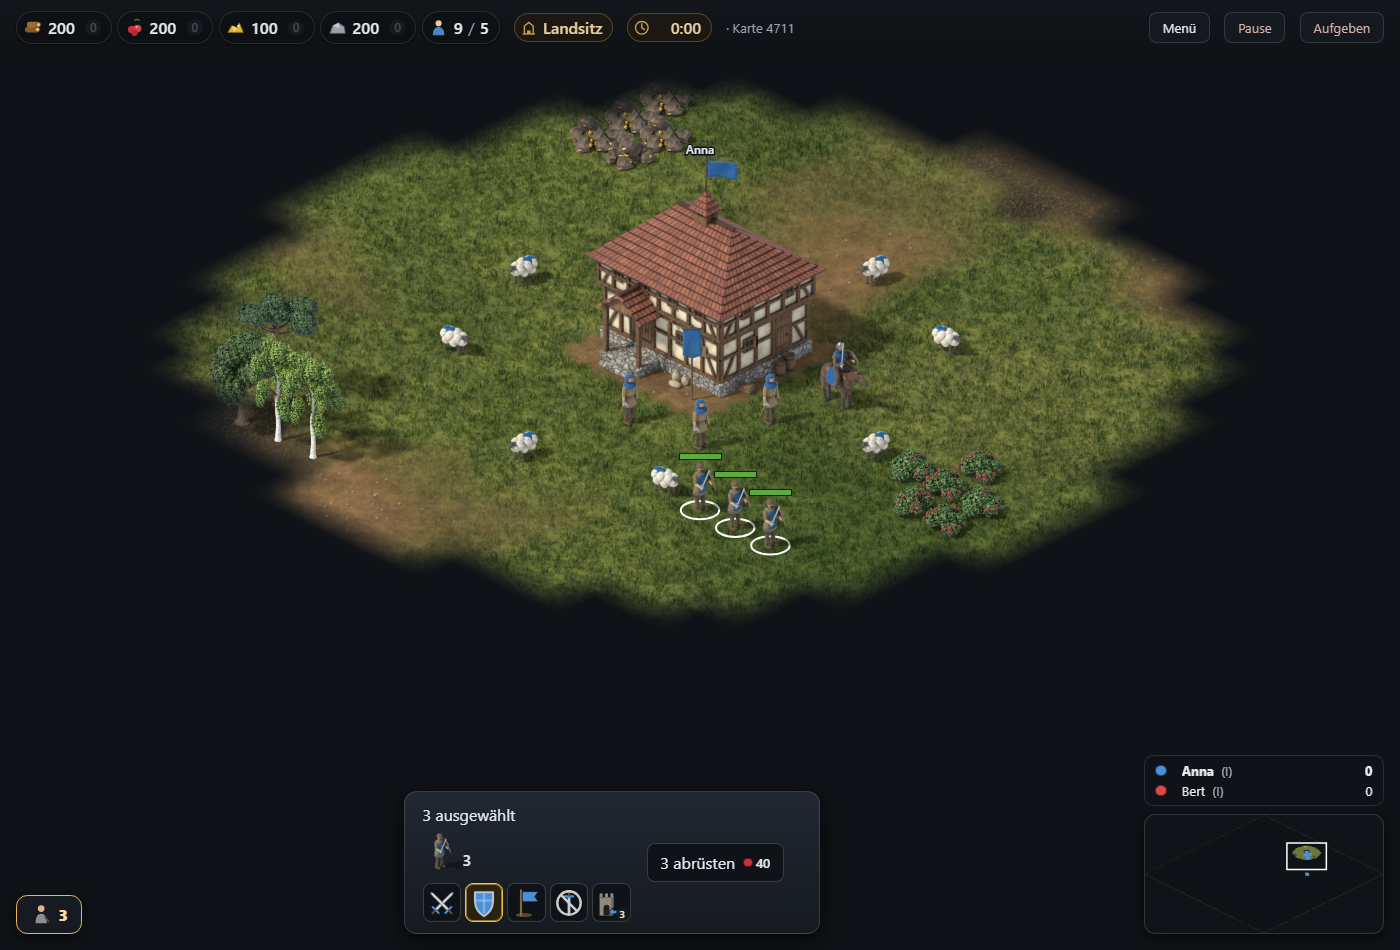 200 0 200 0 100 0 200 0 9 / 5 Landsitz 0:00 · Karte 4711 Menü Pause Aufgeben
Anna
3 ausgewählt
3
3 abrüsten 40
3
3
Anna (I) 0
Bert (I) 0